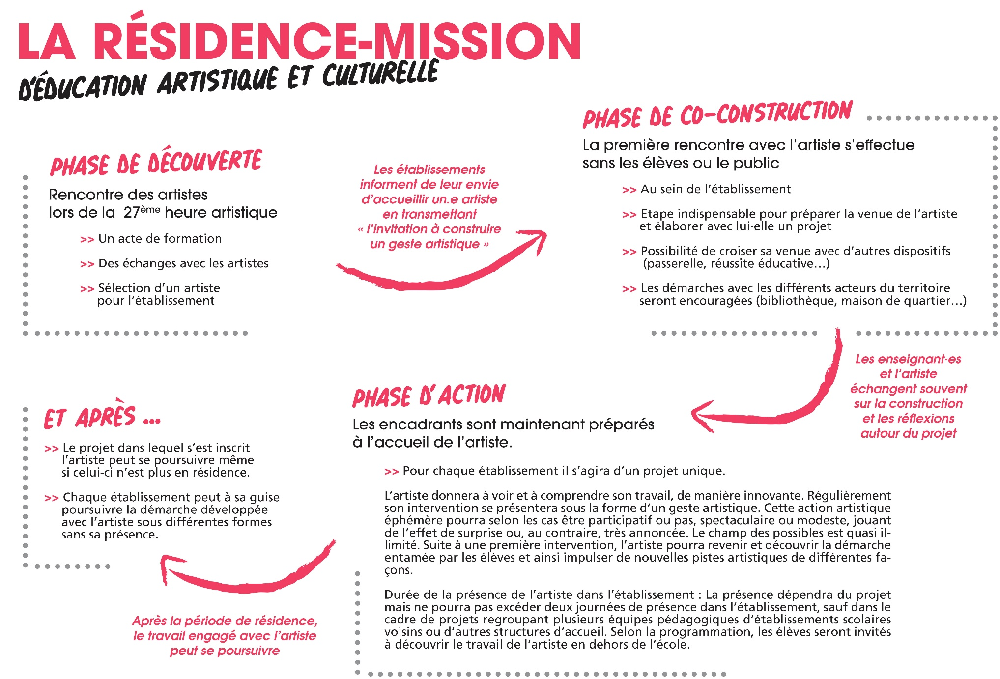 LA RÉSIDENCE-MISSION
D'ÉDUCATION ARTISTIQUE ET CULTURELLE
PHASE DE DÉCOUVERTE
Rencontre des artistes
lors de la 27ème heure artistique
>> Un acte de formation
>> Des échanges avec les artistes
>> Sélection d'un artiste
pour l'établissement
Les établissements
informent de leur envie
d'accueillir un.e artiste
en transmettant
« l'invitation à construire
un geste artistique »
PHASE DE CO-CONSTRUCTION
La première rencontre avec l'artiste s'effectue
sans les élèves ou le public
>> Au sein de l'établissement
>> Etape indispensable pour préparer la venue de l'artiste
et élaborer avec lui·elle un projet
>> Possibilité de croiser sa venue avec d'autres dispositifs
(passerelle, réussite éducative…)
>> Les démarches avec les différents acteurs du territoire
seront encouragées (bibliothèque, maison de quartier…)
Les enseignant·es
et l'artiste
échangent souvent
sur la construction
et les réflexions
autour du projet
PHASE D'ACTION
Les encadrants sont maintenant préparés
à l'accueil de l'artiste.
>> Pour chaque établissement il s'agira d'un projet unique.
L'artiste donnera à voir et à comprendre son travail, de manière innovante. Régulièrement
son intervention se présentera sous la forme d'un geste artistique. Cette action artistique
éphémère pourra selon les cas être participatif ou pas, spectaculaire ou modeste, jouant
de l'effet de surprise ou, au contraire, très annoncée. Le champ des possibles est quasi il-
limité. Suite à une première intervention, l'artiste pourra revenir et découvrir la démarche
entamée par les élèves et ainsi impulser de nouvelles pistes artistiques de différentes fa-
çons.
Durée de la présence de l'artiste dans l'établissement : La présence dépendra du projet
mais ne pourra pas excéder deux journées de présence dans l'établissement, sauf dans le
cadre de projets regroupant plusieurs équipes pédagogiques d'établissements scolaires
voisins ou d'autres structures d'accueil. Selon la programmation, les élèves seront invités
à découvrir le travail de l'artiste en dehors de l'école.
ET APRÈS ...
>> Le projet dans lequel s'est inscrit
l'artiste peut se poursuivre même
si celui-ci n'est plus en résidence.
>> Chaque établissement peut à sa guise
poursuivre la démarche développée
avec l'artiste sous différentes formes
sans sa présence.
Après la période de résidence,
le travail engagé avec l'artiste
peut se poursuivre